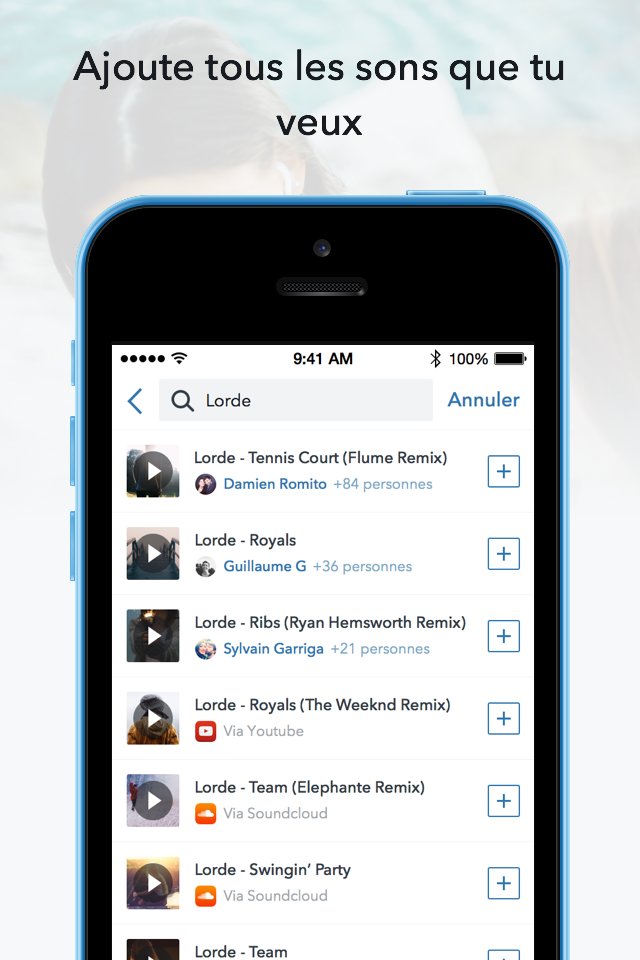 Ajoute tous les sons que tu
veux
9:41 AM
100%
Lorde
Annuler
Lorde - Tennis Court (Flume Remix)
Damien Romito +84 personnes
Lorde - Royals
Guillaume G +36 personnes
Lorde - Ribs (Ryan Hemsworth Remix)
Sylvain Garriga +21 personnes
Lorde - Royals (The Weeknd Remix)
Via Youtube
Lorde - Team (Elephante Remix)
Via Soundcloud
Lorde - Swingin’ Party
Via Soundcloud
Lorde - Team